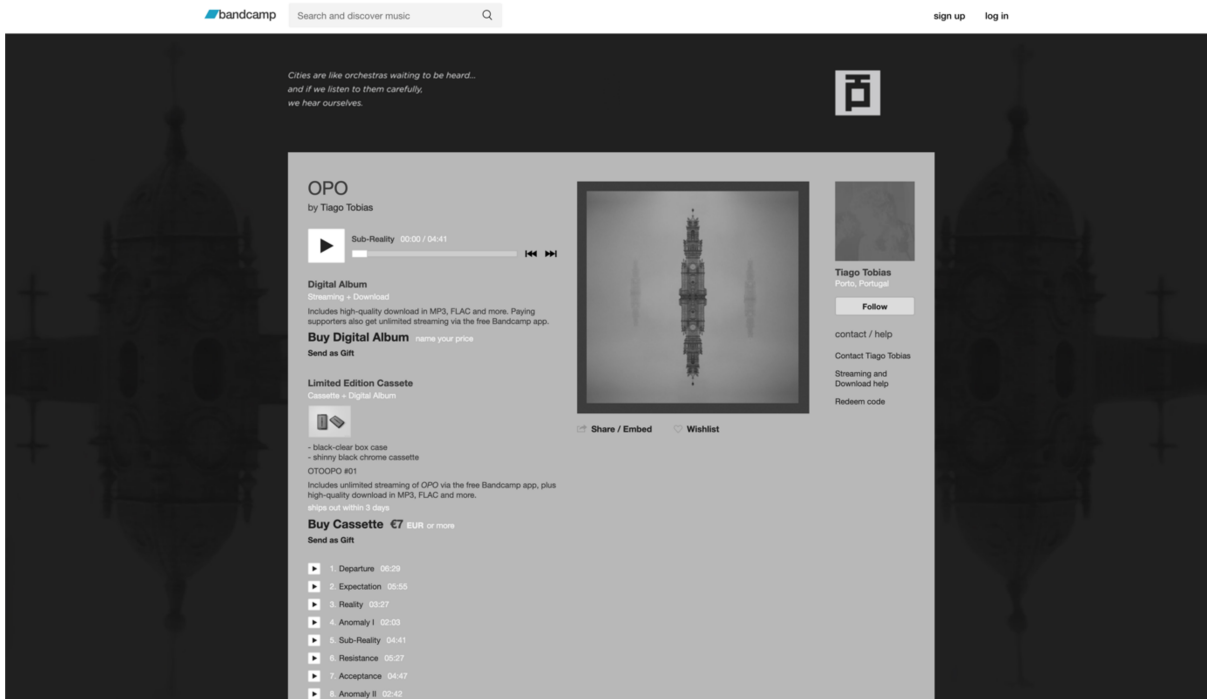 bandcamp
Search and discover music
sign up
log in
Cities are like orchestras waiting to be heard...
and if we listen to them carefully,
we hear ourselves.
OPO
by Tiago Tobias
Sub-Reality 00:00 / 04:41
Digital Album
Streaming + Download
Includes high-quality download in MP3, FLAC and more. Paying
supporters also get unlimited streaming via the free Bandcamp app.
Buy Digital Album name your price
Send as Gift
Limited Edition Cassete
Cassette + Digital Album
- black-clear box case
- shinny black chrome cassette
OTOOPO #01
Includes unlimited streaming of OPO via the free Bandcamp app, plus
high-quality download in MP3, FLAC and more.
ships out within 3 days
Buy Cassette €7 EUR or more
Send as Gift
1. Departure 06:29
2. Expectation 05:55
3. Reality 03:27
4. Anomaly I 02:03
5. Sub-Reality 04:41
6. Resistance 05:27
7. Acceptance 04:47
8. Anomaly II 02:42
Share / Embed
Wishlist
Tiago Tobias
Porto, Portugal
Follow
contact / help
Contact Tiago Tobias
Streaming and
Download help
Redeem code